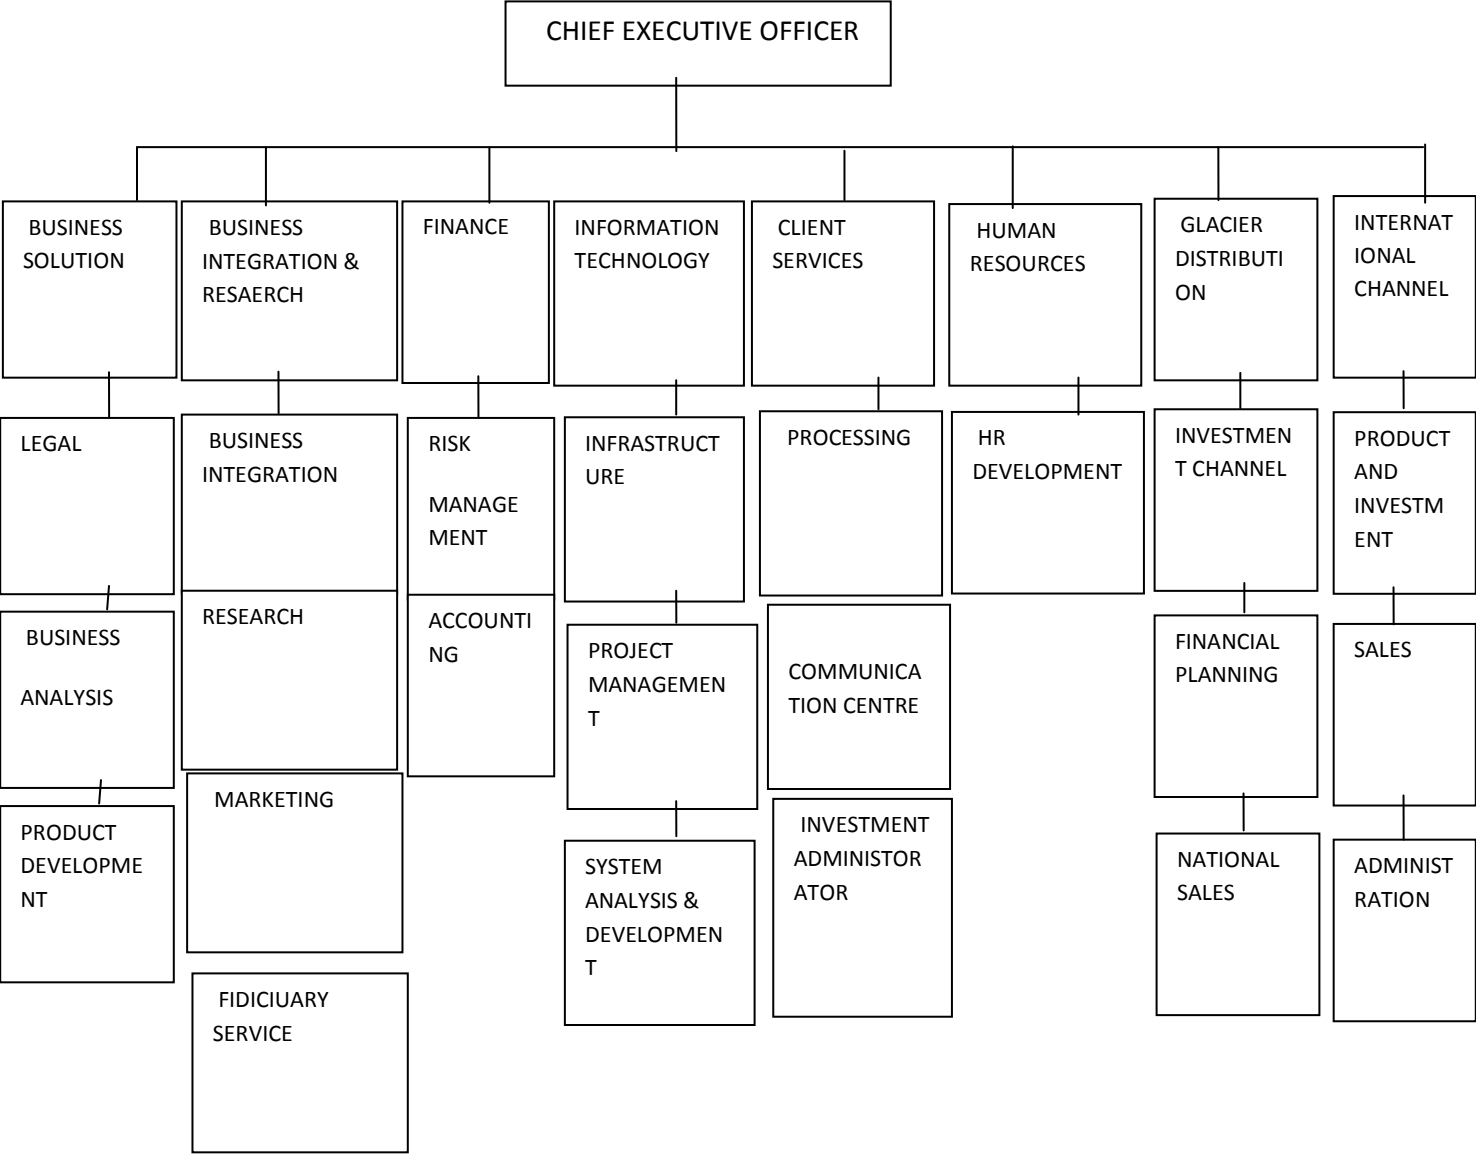 CHIEF EXECUTIVE OFFICER
BUSINESS
SOLUTION
BUSINESS
INTEGRATION &
RESAERCH
FINANCE
INFORMATION
TECHNOLOGY
CLIENT
SERVICES
HUMAN
RESOURCES
GLACIER
DISTRIBUTI
ON
INTERNAT
IONAL
CHANNEL
LEGAL
BUSINESS
INTEGRATION
RISK
MANAGE
MENT
INFRASTRUCT
URE
PROCESSING
HR
DEVELOPMENT
INVESTMEN
T CHANNEL
PRODUCT
AND
INVESTM
ENT
BUSINESS
ANALYSIS
RESEARCH
ACCOUNTI
NG
PROJECT
MANAGEMEN
T
COMMUNICA
TION CENTRE
FINANCIAL
PLANNING
SALES
PRODUCT
DEVELOPME
NT
MARKETING
SYSTEM
ANALYSIS &
DEVELOPMEN
T
INVESTMENT
ADMINISTOR
ATOR
NATIONAL
SALES
ADMINIST
RATION
FIDICIUARY
SERVICE